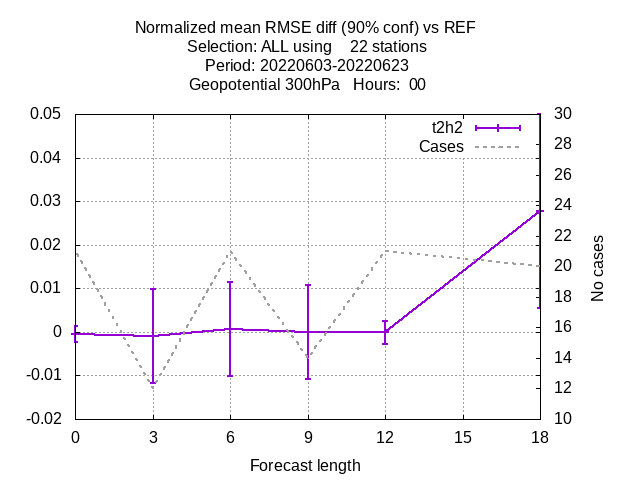 Normalized mean RMSE diff (90% conf) vs REF
Selection: ALL using    22 stations
Period: 20220603-20220623
Geopotential 300hPa   Hours:  00
0.05
0.04
0.03
0.02
0.01
0
-0.01
-0.02
t2h2
Cases
30
28
26
24
22
20
18
16
14
12
10
No cases
0 3 6 9 12 15 18
Forecast length